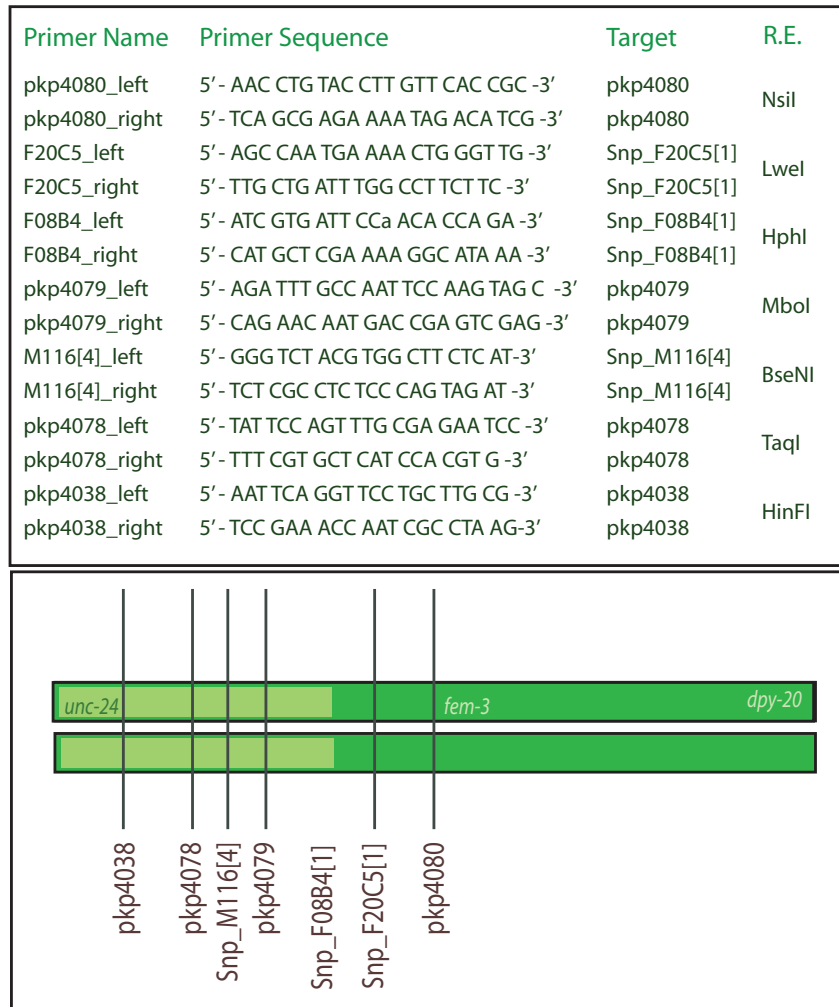 Primer Name Primer Sequence Target R.E.
pkp4080_left 5’ - AAC CTG TAC CTT GTT CAC CGC -3’ pkp4080
NsiI
pkp4080_right 5’ - TCA GCG AGA AAA TAG ACA TCG -3’ pkp4080
F20C5_left 5’ - AGC CAA TGA AAA CTG GGT TG -3’ Snp_F20C5[1]
LweI
F20C5_right 5’ - TTG CTG ATT TGG CCT TCT TC -3’ Snp_F20C5[1]
F08B4_left 5’ - ATC GTG ATT CCa ACA CCA GA -3’ Snp_F08B4[1]
HphI
F08B4_right 5’ - CAT GCT CGA AAA GGC ATA AA -3’ Snp_F08B4[1]
pkp4079_left 5’ - AGA TTT GCC AAT TCC AAG TAG C -3’ pkp4079
MboI
pkp4079_right 5’ - CAG AAC AAT GAC CGA GTC GAG -3’ pkp4079
M116[4]_left 5’ - GGG TCT ACG TGG CTT CTC AT-3’ Snp_M116[4]
BseNI
M116[4]_right 5’ - TCT CGC CTC TCC CAG TAG AT -3’ Snp_M116[4]
pkp4078_left 5’ - TAT TCC AGT TTG CGA GAA TCC -3’ pkp4078
TaqI
pkp4078_right 5’ - TTT CGT GCT CAT CCA CGT G -3’ pkp4078
pkp4038_left 5’ - AAT TCA GGT TCC TGC TTG CG -3’ pkp4038
HinFI
pkp4038_right 5’ - TCC GAA ACC AAT CGC CTA AG-3’ pkp4038
unc-24 fem-3 dpy-20
pkp4038
pkp4078
Snp_M116[4]
pkp4079
Snp_F08B4[1]
Snp_F20C5[1]
pkp4080